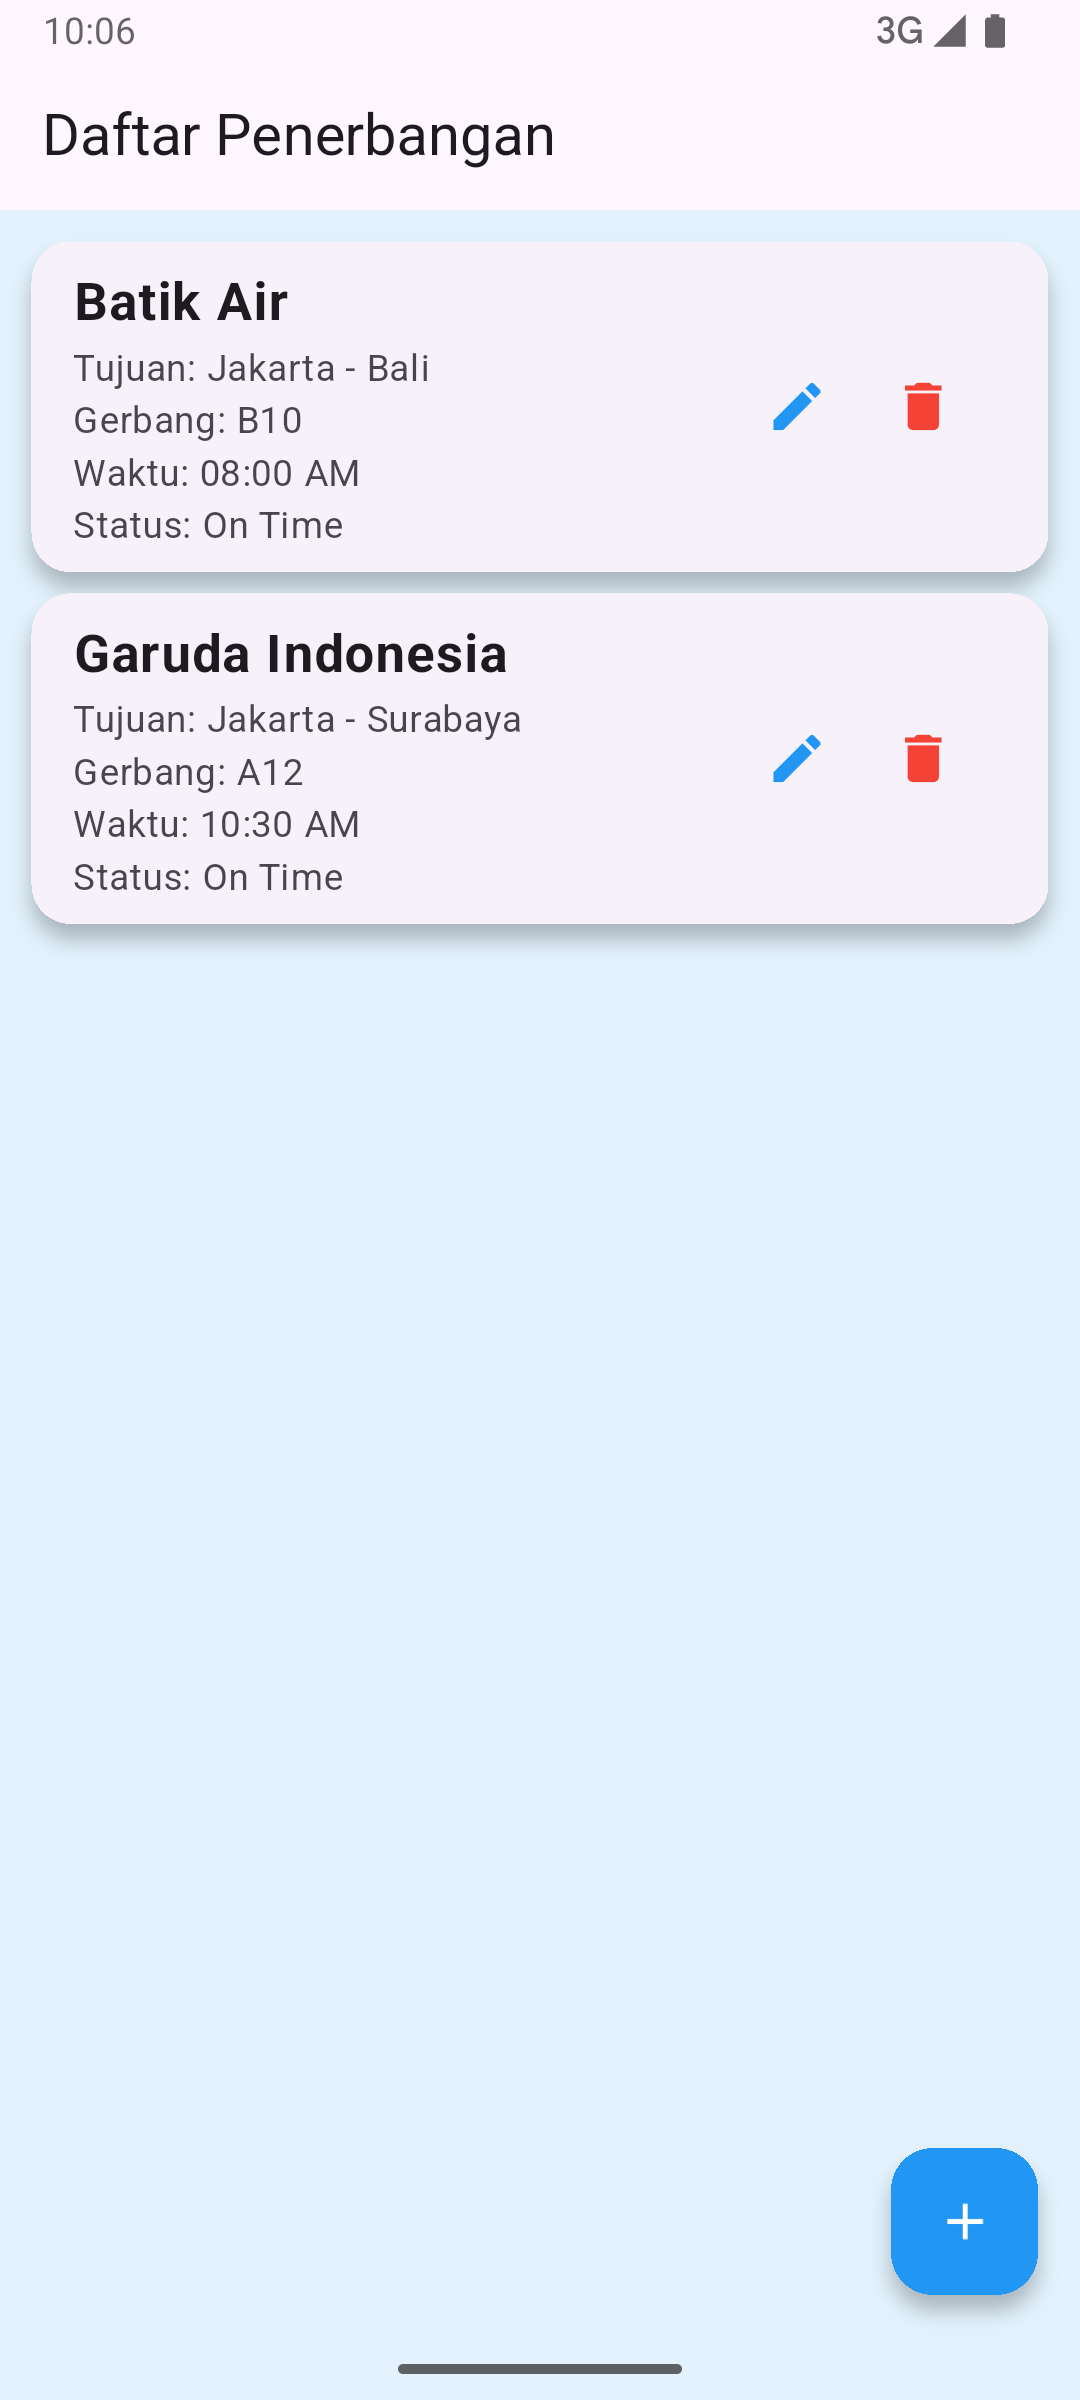 10:06
3G
Daftar Penerbangan
Batik Air
Tujuan: Jakarta - Bali
Gerbang: B10
Waktu: 08:00 AM
Status: On Time
Garuda Indonesia
Tujuan: Jakarta - Surabaya
Gerbang: A12
Waktu: 10:30 AM
Status: On Time